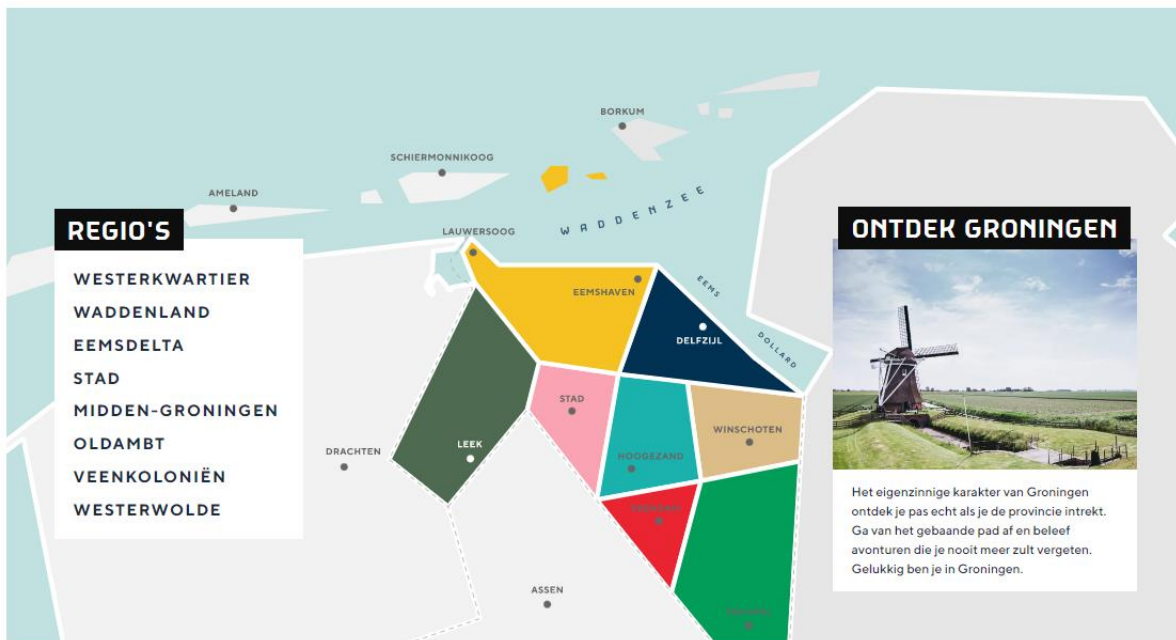 BORKUM
SCHIERMONNIKOOG
AMELAND
WADDENZEE
LAUWERSOOG
EEMSHAVEN
EEMS
DELFZIJL
DOLLARD
STAD
WINSCHOTEN
HOOGEZAND
LEEK
DRACHTEN
ASSEN
REGIO'S
WESTERKWARTIER
WADDENLAND
EEMSDELTA
STAD
MIDDEN-GRONINGEN
OLDAMBT
VEENKOLONIËN
WESTERWOLDE
ONTDEK GRONINGEN
Het eigenzinnige karakter van Groningen
ontdek je pas echt als je de provincie intrekt.
Ga van het gebaande pad af en beleef
avonturen die je nooit meer zult vergeten.
Gelukkig ben je in Groningen.